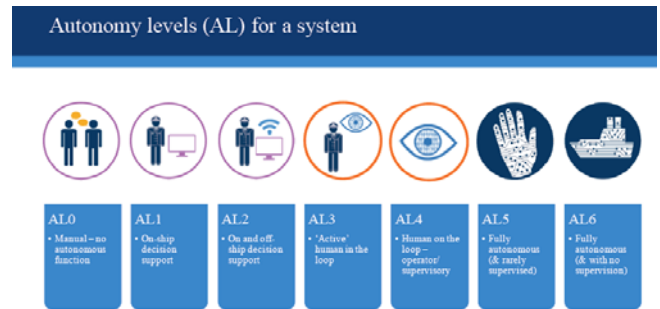 Autonomy levels (AL) for a system
AL0
• Manual – no
autonomous
function
AL1
• On-ship
decision
support
AL2
• On and off-
ship decision
support
AL3
• 'Active'
human in the
loop
AL4
• Human on the
loop –
operator/
supervisory
AL5
• Fully
autonomous
(& rarely
supervised)
AL6
• Fully
autonomous
(& with no
supervision)